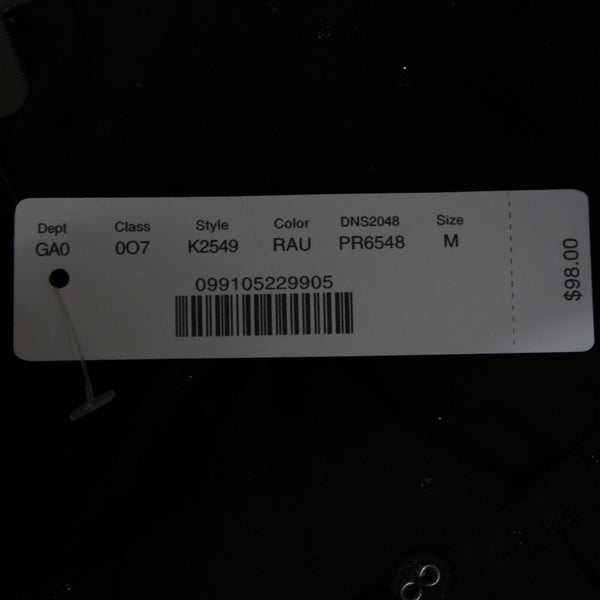 Dept Class Style Color DNS2048 Size
GA0 0O7 K2549 RAU PR6548 M
099105229905
$98.00